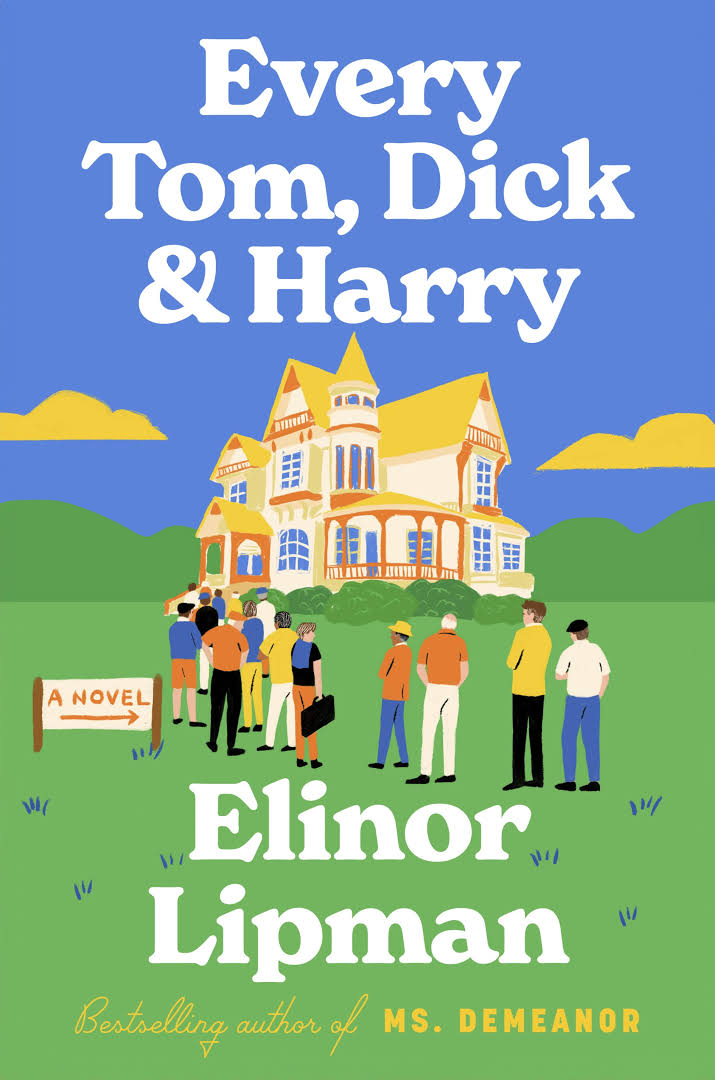 Every
Tom, Dick
& Harry
A NOVEL
Elinor
Lipman
Bestselling author of MS. DEMEANOR